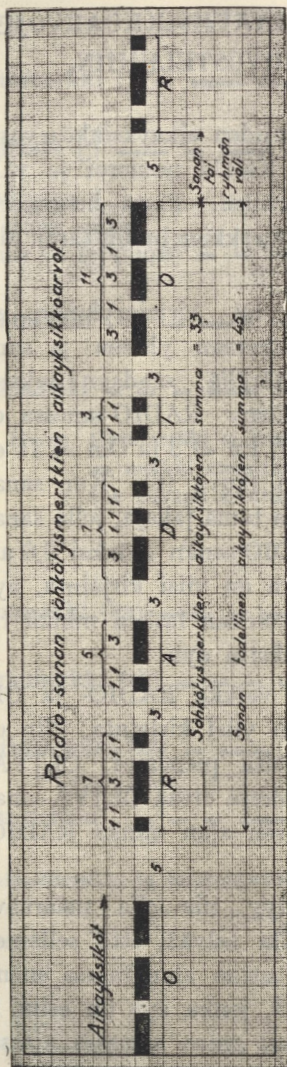 Radio-sanan sähkötysmerkkien aikayksikköarvot.
Aikayksiköt
7 5 7 3 11
1 1 3 1 1 1 1 3 3 1 1 1 1 1 1 1 3 1 3 1 3
O 5 R 3 A 3 D 3 I 3 O 5 R
Sähkötysmerkkien aikayksikköjen summa = 33
Sanan todellinen aikayksikköjen summa = 45
Sanan
tai
ryhmän
väli